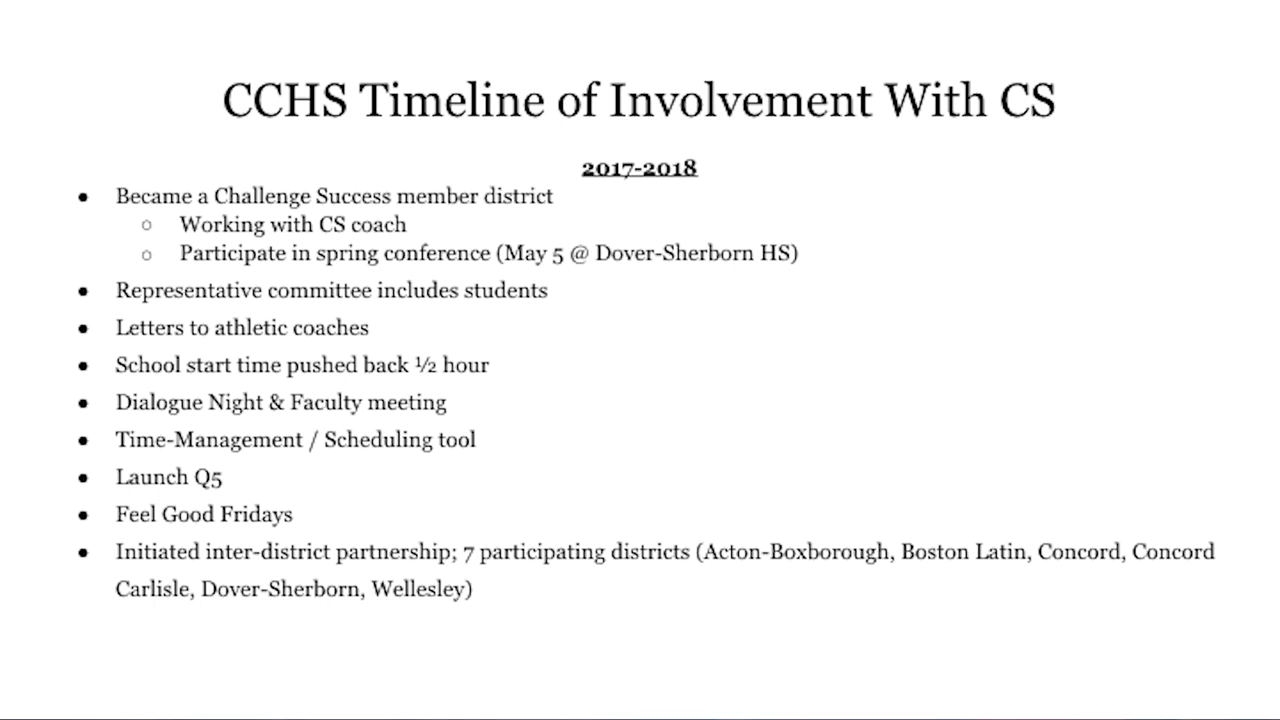 CCHS Timeline of Involvement With CS
2017-2018
● Became a Challenge Success member district
○ Working with CS coach
○ Participate in spring conference (May 5 @ Dover-Sherborn HS)
● Representative committee includes students
● Letters to athletic coaches
● School start time pushed back ½ hour
● Dialogue Night & Faculty meeting
● Time-Management / Scheduling tool
● Launch Q5
● Feel Good Fridays
● Initiated inter-district partnership; 7 participating districts (Acton-Boxborough, Boston Latin, Concord, Concord
Carlisle, Dover-Sherborn, Wellesley)